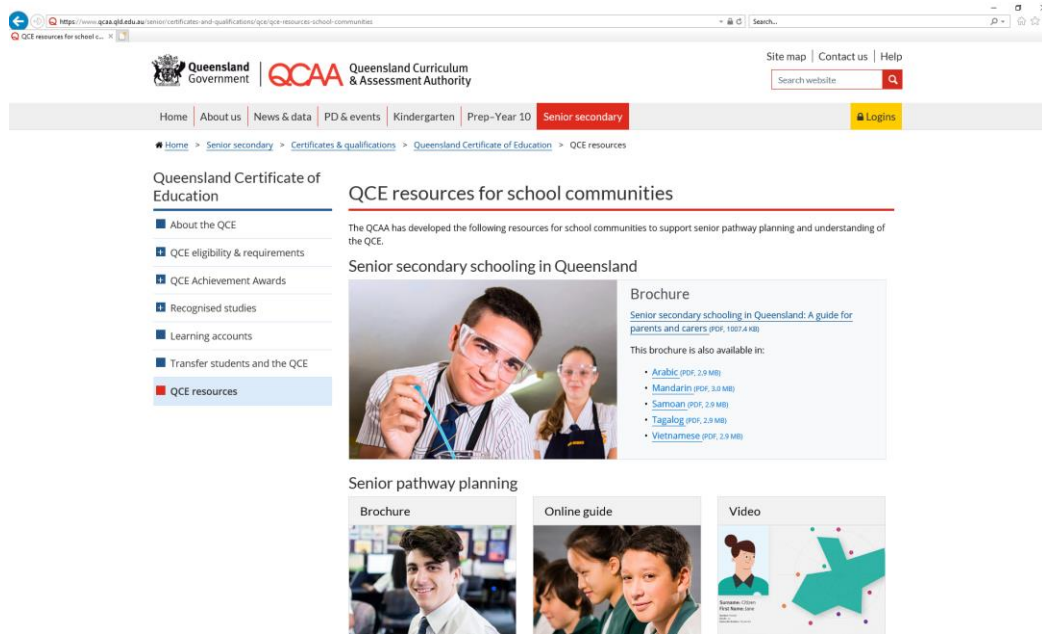 https://www.qcaa.qld.edu.au/senior/certificates-and-qualifications/qce/qce-resources-school-communities
Search...
QCE resources for school c...
Queensland Government
QCAA
Queensland Curriculum
& Assessment Authority
Site map | Contact us | Help
Search website
Home About us News & data PD & events Kindergarten Prep–Year 10 Senior secondary
Logins
Home > Senior secondary > Certificates & qualifications > Queensland Certificate of Education > QCE resources
Queensland Certificate of
Education
About the QCE
QCE eligibility & requirements
QCE Achievement Awards
Recognised studies
Learning accounts
Transfer students and the QCE
QCE resources
QCE resources for school communities
The QCAA has developed the following resources for school communities to support senior pathway planning and understanding of
the QCE.
Senior secondary schooling in Queensland
Brochure
Senior secondary schooling in Queensland: A guide for
parents and carers (PDF, 1007.4 KB)
This brochure is also available in:
• Arabic (PDF, 2.9 MB)
• Mandarin (PDF, 3.0 MB)
• Samoan (PDF, 2.9 MB)
• Tagalog (PDF, 2.9 MB)
• Vietnamese (PDF, 2.9 MB)
Senior pathway planning
Brochure
Online guide
Video
Surname: Citizen
First Name: Jane